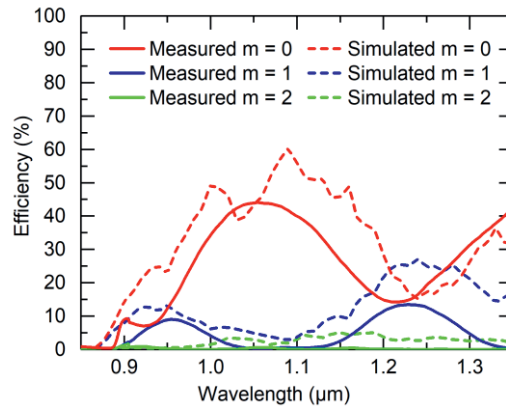 100
90
80
70
60
50
40
30
20
10
0
Efficiency (%)
Measured m = 0
Simulated m = 0
Measured m = 1
Simulated m = 1
Measured m = 2
Simulated m = 2
0.9
1.0
1.1
1.2
1.3
Wavelength (µm)